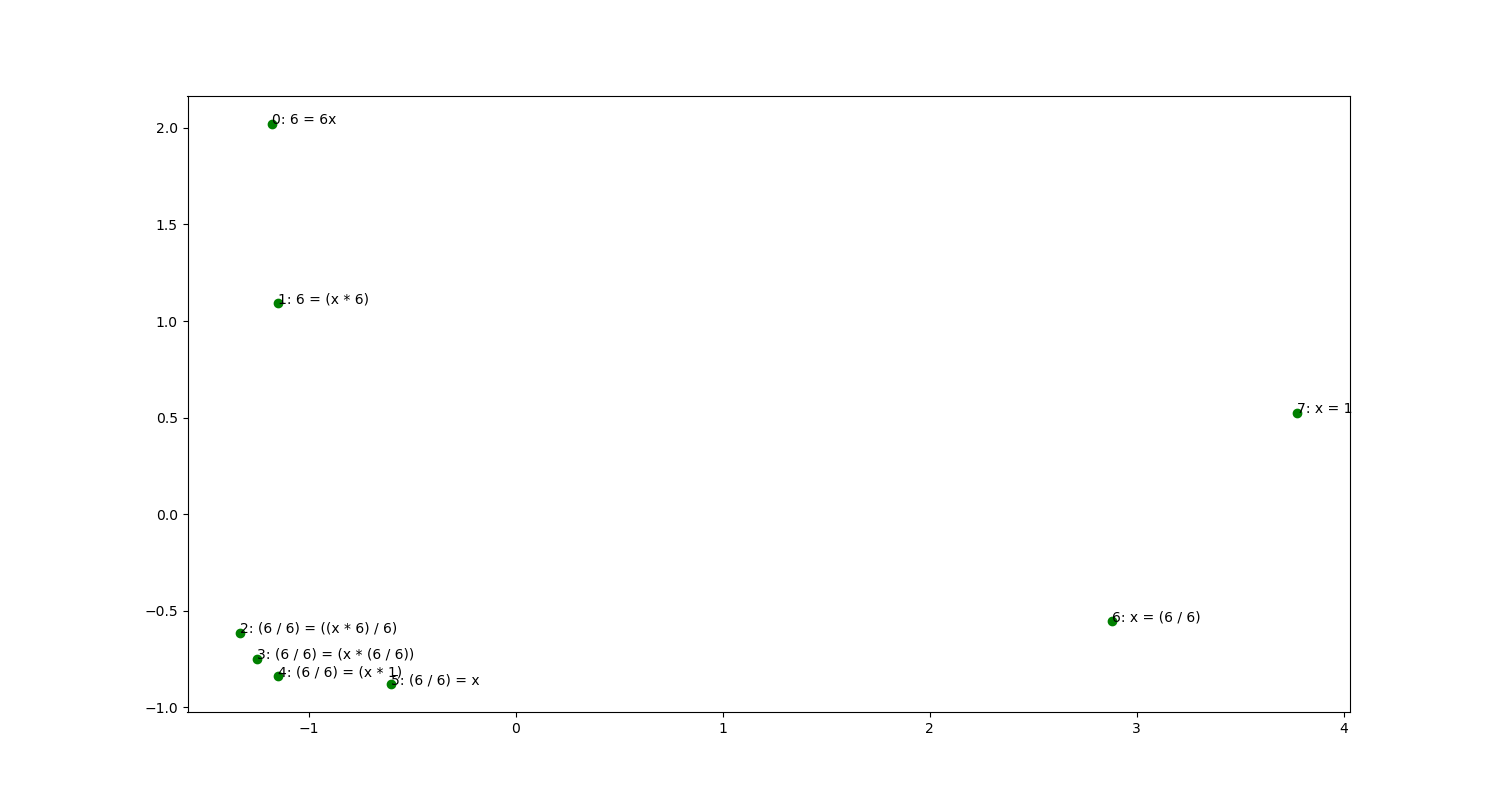 2.0
1.5
1.0
0.5
0.0
−0.5
−1.0
0: 6 = 6x
1: 6 = (x * 6)
7: x = 1
2: (6 / 6) = ((x * 6) / 6)
6: x = (6 / 6)
3: (6 / 6) = (x * (6 / 6))
4: (6 / 6) = (x * 1)
5: (6 / 6) = x
−1 0 1 2 3 4